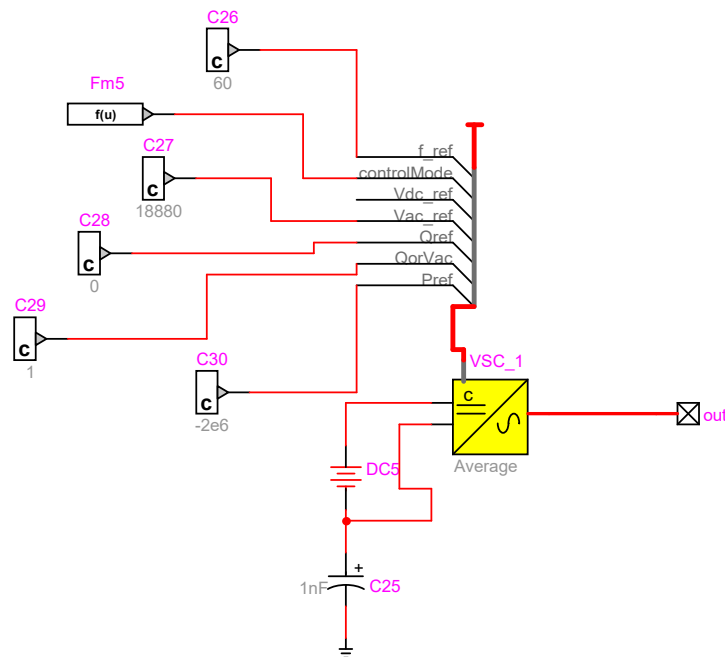 C26
C
60
Fm5
f(u)
C27
C
18880
C28
C
0
C29
C
1
C30
C
-2e6
f_ref
controlMode
Vdc_ref
Vac_ref
Qref
QorVac
Pref
VSC_1
C
Average
out
DC5
+
1nF
C25